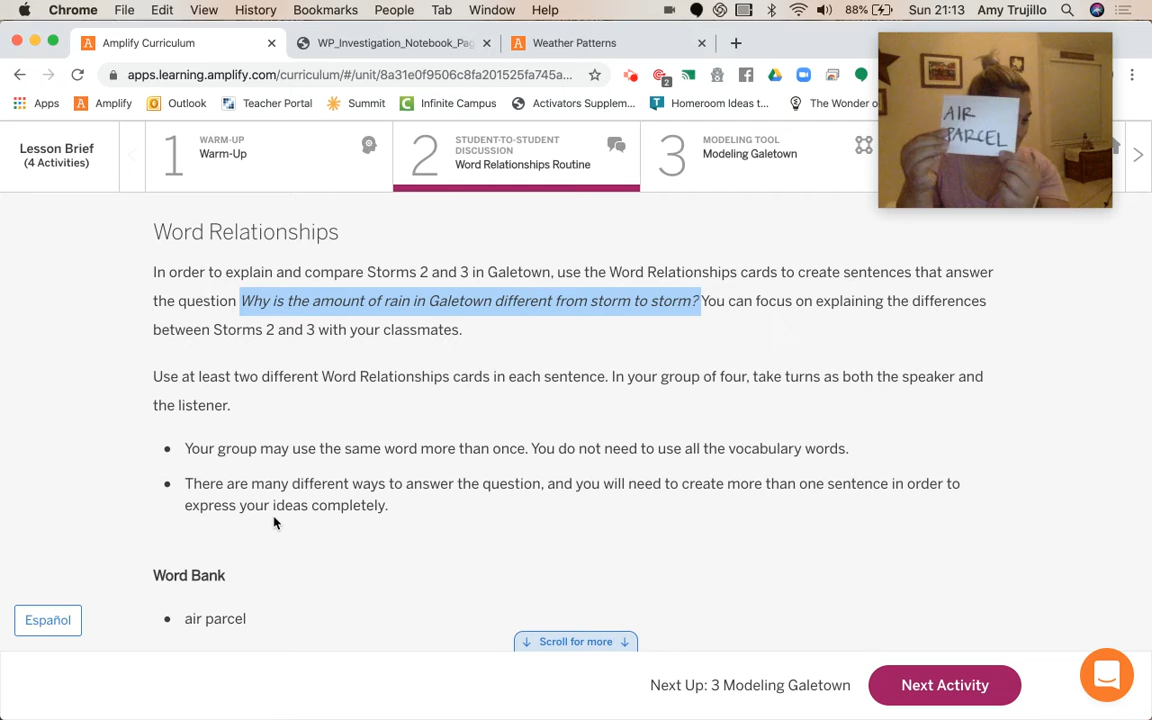 Chrome File Edit View History Bookmarks People Tab Window Help 88% Sun 21:13 Amy Trujillo
Amplify Curriculum WP_Investigation_Notebook_Pag Weather Patterns
apps.learning.amplify.com/curriculum/#/unit/8a31e0f9506c8fa201525fa745a... 2
Apps Amplify Outlook Teacher Portal Summit Infinite Campus Activators Supplem... Homeroom Ideas t... The Wonder o
AIR
PARCEL
Lesson Brief
(4 Activities)
1 WARM-UP
Warm-Up
2 STUDENT-TO-STUDENT
DISCUSSION
Word Relationships Routine
3 MODELING TOOL
Modeling Galetown
Word Relationships
In order to explain and compare Storms 2 and 3 in Galetown, use the Word Relationships cards to create sentences that answer
the question Why is the amount of rain in Galetown different from storm to storm? You can focus on explaining the differences
between Storms 2 and 3 with your classmates.
Use at least two different Word Relationships cards in each sentence. In your group of four, take turns as both the speaker and
the listener.
• Your group may use the same word more than once. You do not need to use all the vocabulary words.
• There are many different ways to answer the question, and you will need to create more than one sentence in order to
express your ideas completely.
Word Bank
• air parcel
Español
Scroll for more
Next Up: 3 Modeling Galetown
Next Activity